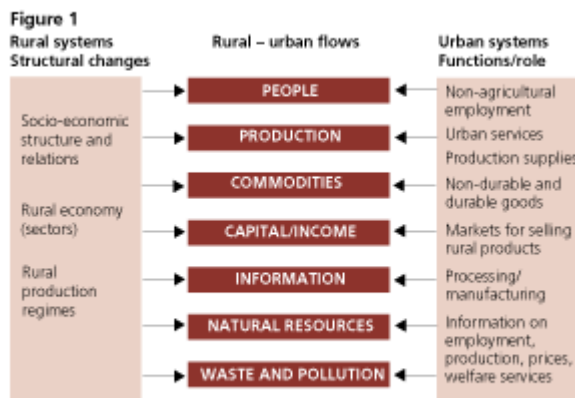 Figure 1
Rural systems
Structural changes
Rural – urban flows
Urban systems
Functions/role
Socio-economic
structure and
relations
Rural economy
(sectors)
Rural
production
regimes
PEOPLE
PRODUCTION
COMMODITIES
CAPITAL/INCOME
INFORMATION
NATURAL RESOURCES
WASTE AND POLLUTION
Non-agricultural
employment
Urban services
Production supplies
Non-durable and
durable goods
Markets for selling
rural products
Processing/
manufacturing
Information on
employment,
production, prices,
welfare services